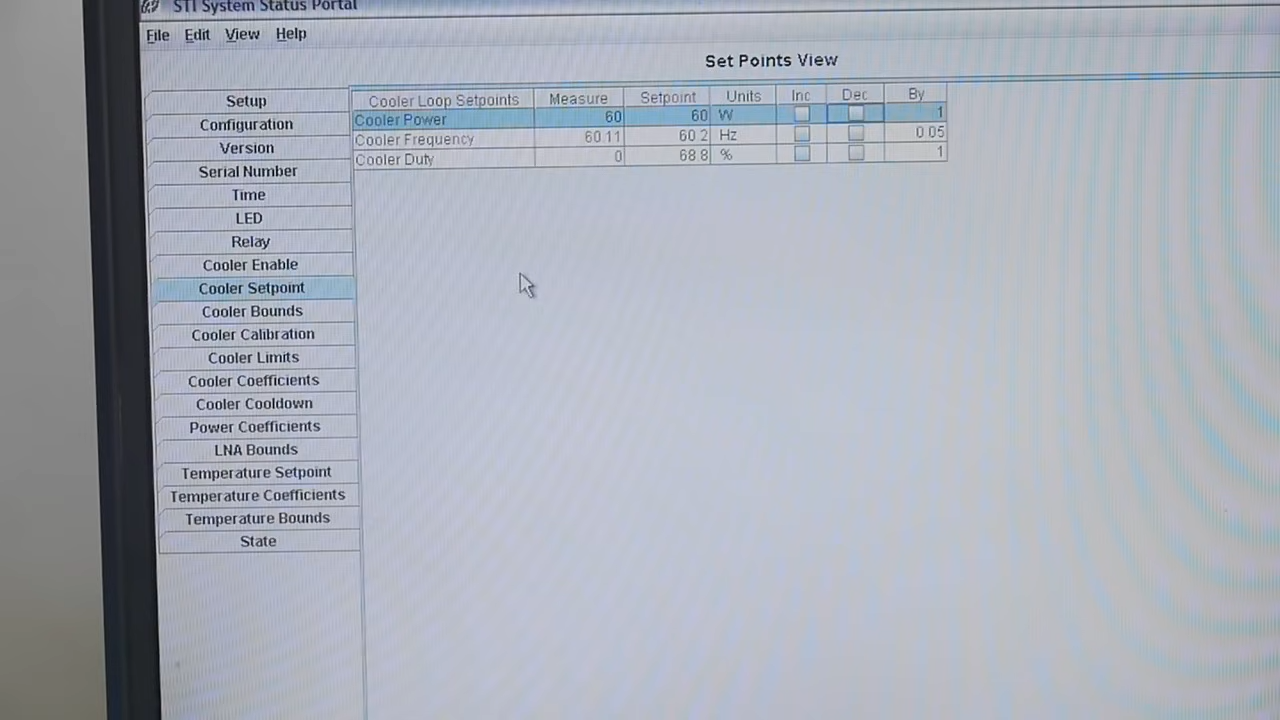 STI System Status Portal
File Edit View Help
Set Points View
Setup
Configuration
Version
Serial Number
Time
LED
Relay
Cooler Enable
Cooler Setpoint
Cooler Bounds
Cooler Calibration
Cooler Limits
Cooler Coefficients
Cooler Cooldown
Power Coefficients
LNA Bounds
Temperature Setpoint
Temperature Coefficients
Temperature Bounds
State
Cooler Loop Setpoints Measure Setpoint Units Inc Dec By
Cooler Power 60 60 W 1
Cooler Frequency 60.11 60.2 Hz 0.05
Cooler Duty 0 68.8 % 1